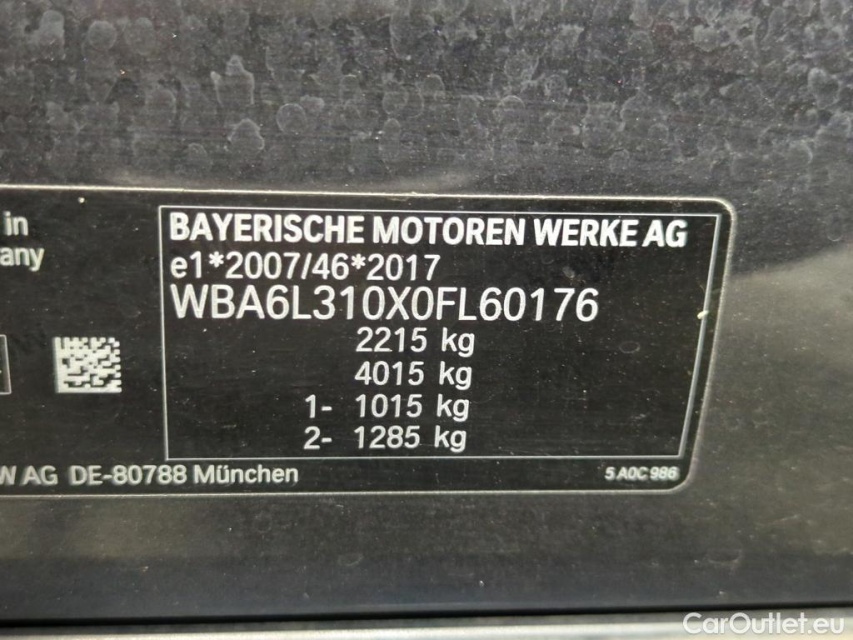 in
any
BAYERISCHE MOTOREN WERKE AG
e1*2007/46*2017
WBA6L310X0FL60176
2215 kg
4015 kg
1- 1015 kg
2- 1285 kg
W AG DE-80788 München
5 A0C 986
CarOutlet.eu